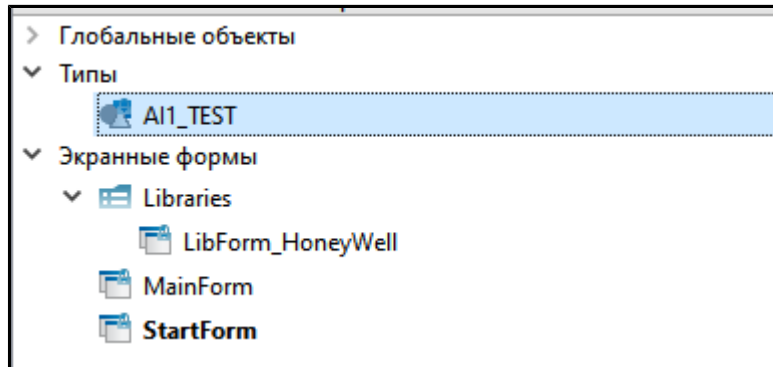 Глобальные объекты
Типы
AI1_TEST
Экранные формы
Libraries
LibForm_HoneyWell
MainForm
StartForm